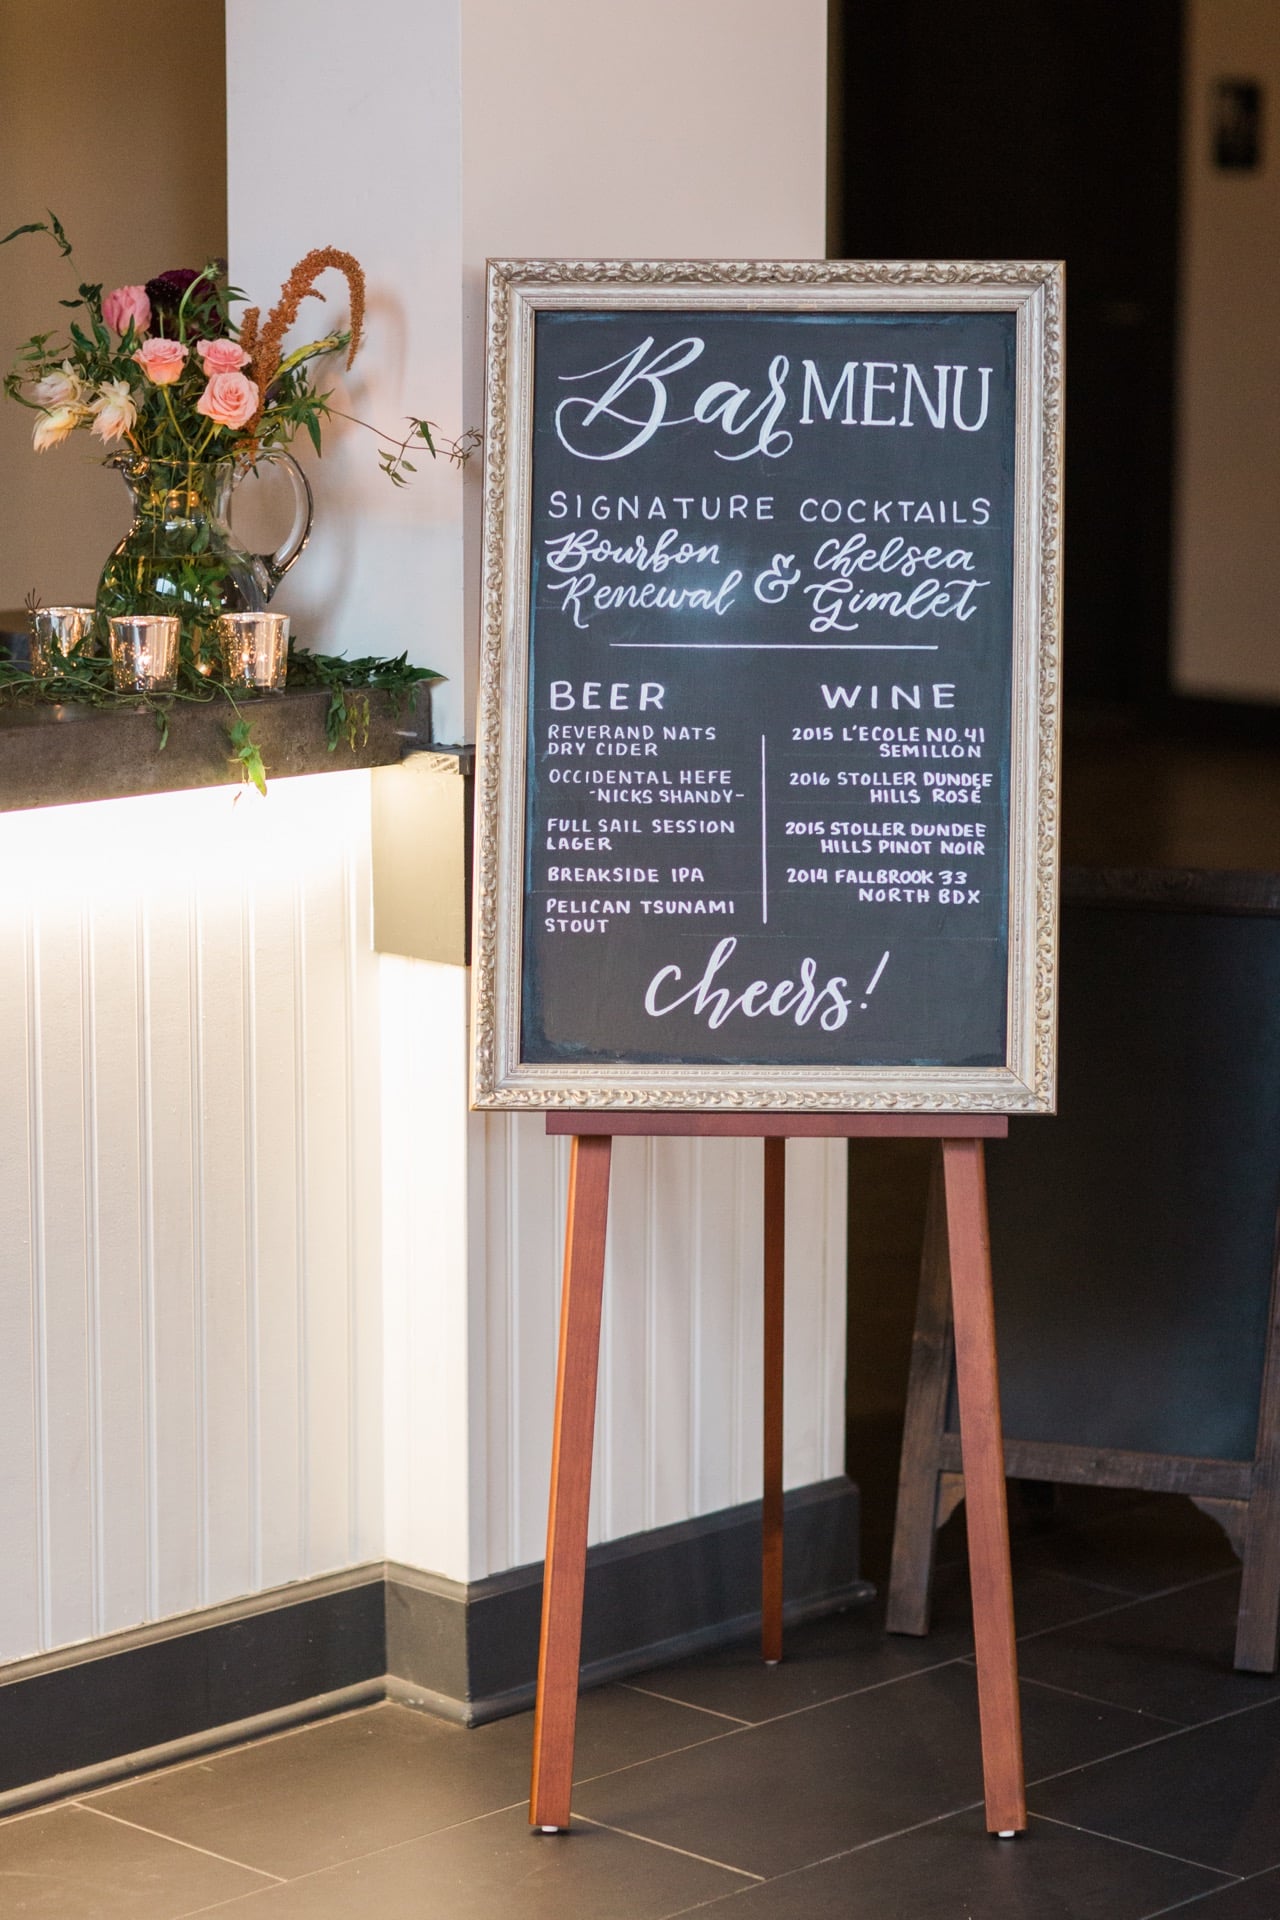 Bar MENU
SIGNATURE COCKTAILS
Bourbon Renewal & Chelsea Gimlet
BEER
REVERAND NATS
DRY CIDER
OCCIDENTAL HEFE
-NICKS SHANDY-
FULL SAIL SESSION
LAGER
BREAKSIDE IPA
PELICAN TSUNAMI
STOUT
WINE
2015 L'ECOLE NO. 41
SEMILLON
2016 STOLLER DUNDEE
HILLS ROSÉ
2015 STOLLER DUNDEE
HILLS PINOT NOIR
2014 FALLBROOK 33
NORTH BDX
Cheers!